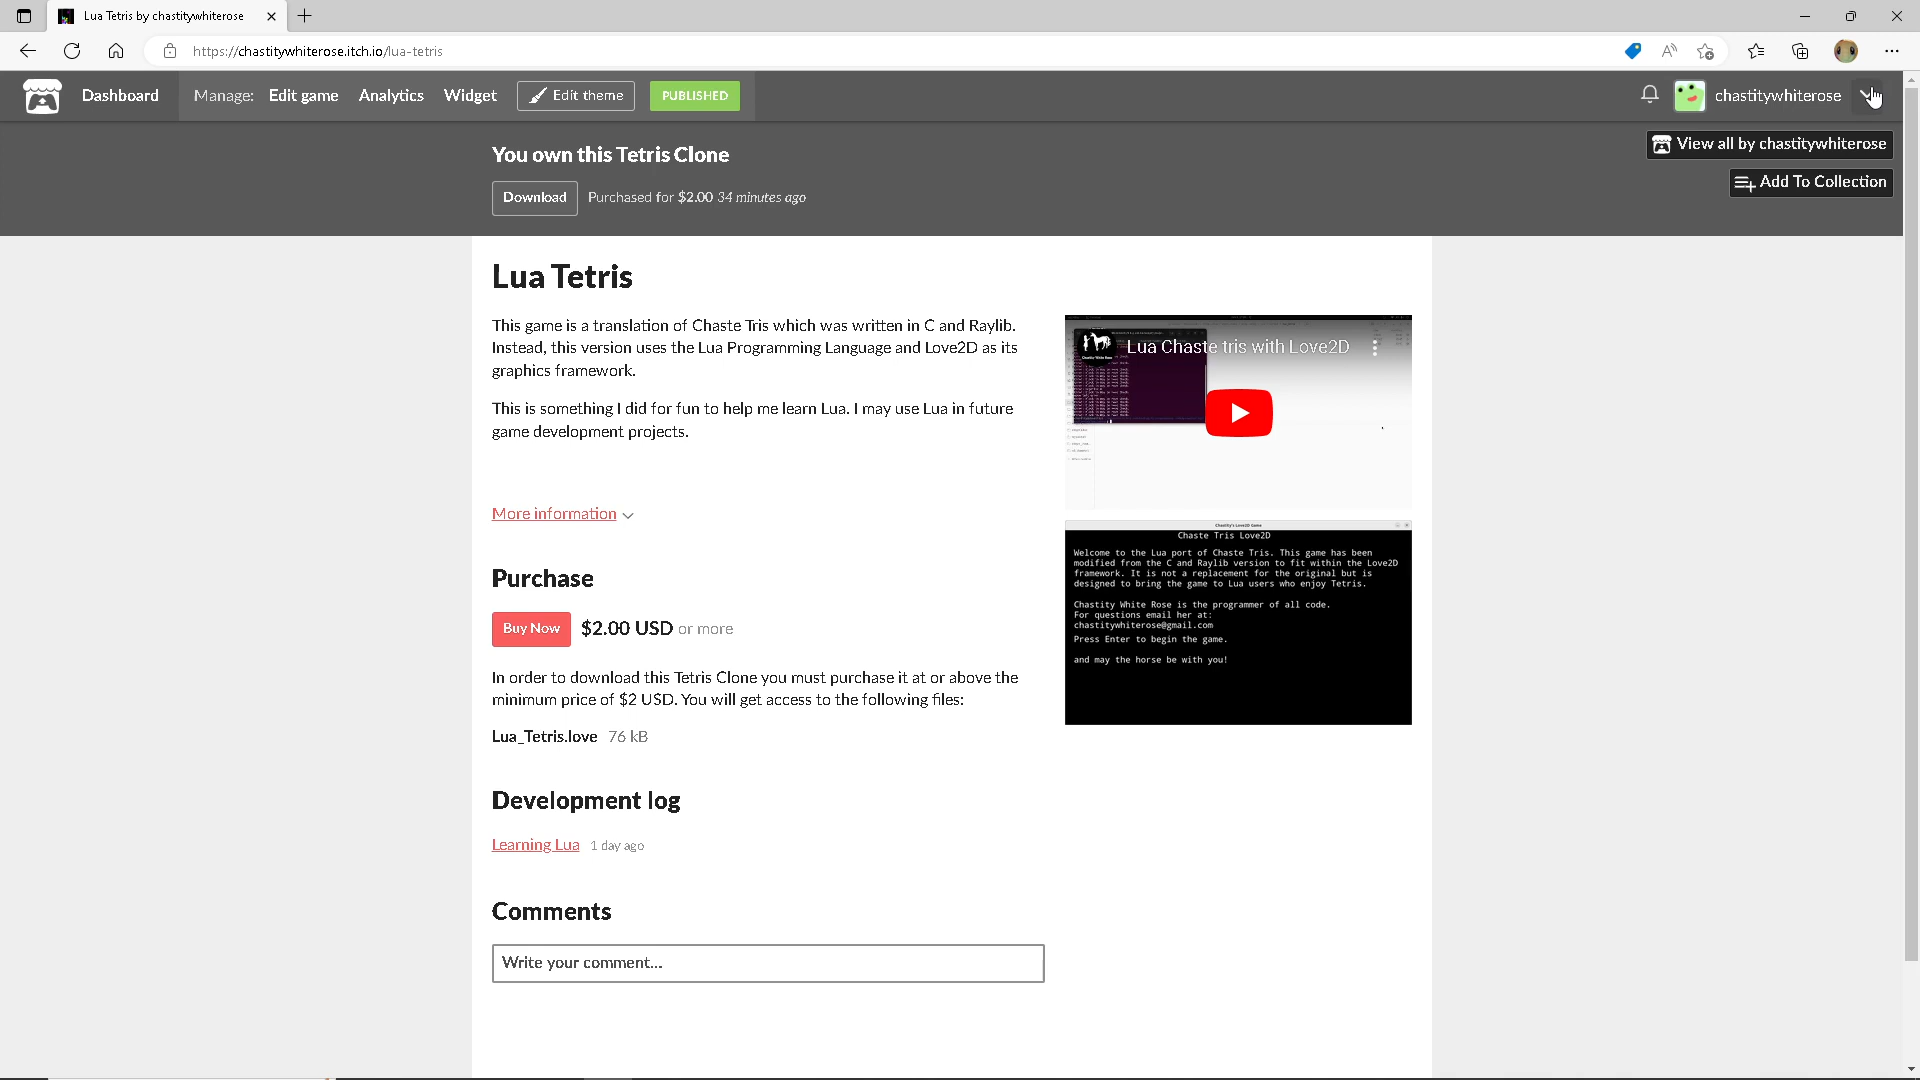 Lua Tetris by chastitywhiterose
https://chastitywhiterose.itch.io/lua-tetris
Dashboard Manage: Edit game Analytics Widget Edit theme PUBLISHED chastitywhiterose
You own this Tetris Clone
View all by chastitywhiterose
Download Purchased for $2.00 34 minutes ago
Add To Collection
Lua Tetris
This game is a translation of Chaste Tris which was written in C and Raylib.
Instead, this version uses the Lua Programming Language and Love2D as its
graphics framework.
This is something I did for fun to help me learn Lua. I may use Lua in future
game development projects.
More information
Purchase
Buy Now $2.00 USD or more
In order to download this Tetris Clone you must purchase it at or above the
minimum price of $2 USD. You will get access to the following files:
Lua_Tetris.love 76 kB
Development log
Learning Lua 1 day ago
Comments
Write your comment...
Lua Chaste tris with Love2D
Chastity White Rose
Chastity's Love2D Game
Chaste Tris Love2D
Welcome to the Lua port of Chaste Tris. This game has been
modified from the C and Raylib version to fit within the Love2D
framework. It is not a replacement for the original but is
designed to bring the game to Lua users who enjoy Tetris.
Chastity White Rose is the programmer of all code.
For questions email her at:
chastitywhiterose@gmail.com
Press Enter to begin the game.
and may the horse be with you!